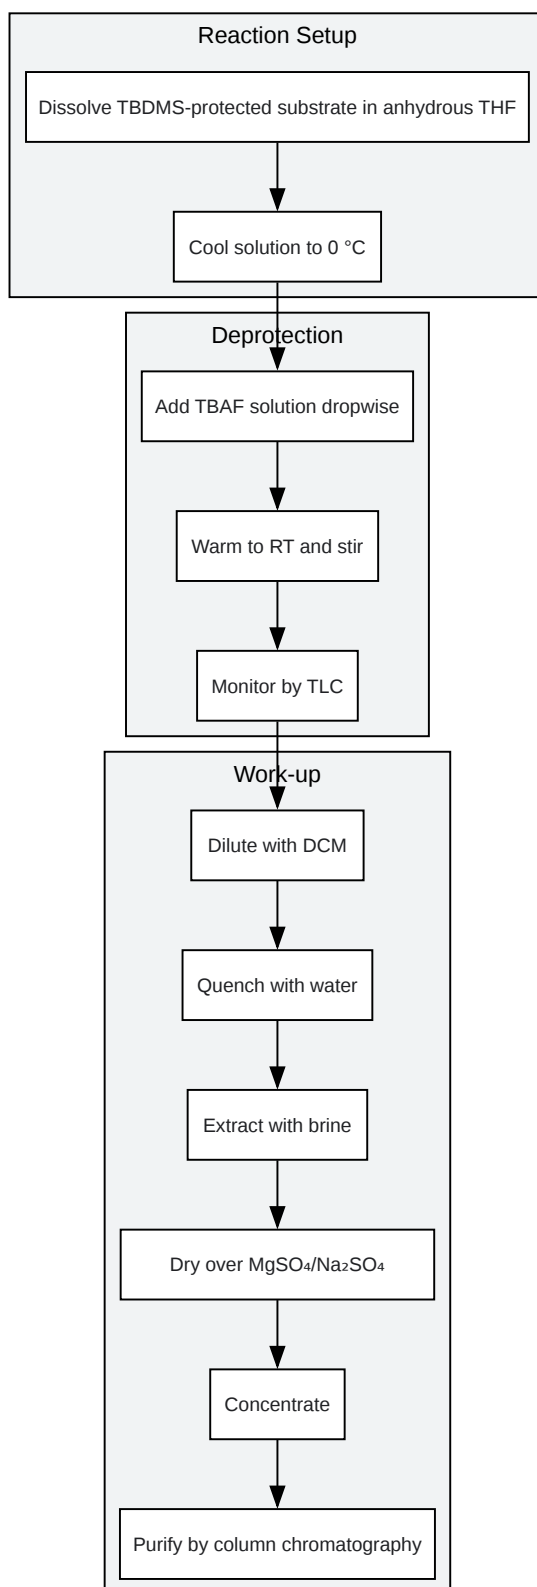 Reaction Setup
Dissolve TBDMS-protected substrate in anhydrous THF
Cool solution to 0 °C
Deprotection
Add TBAF solution dropwise
Warm to RT and stir
Monitor by TLC
Work-up
Dilute with DCM
Quench with water
Extract with brine
Dry over MgSO₄/Na₂SO₄
Concentrate
Purify by column chromatography